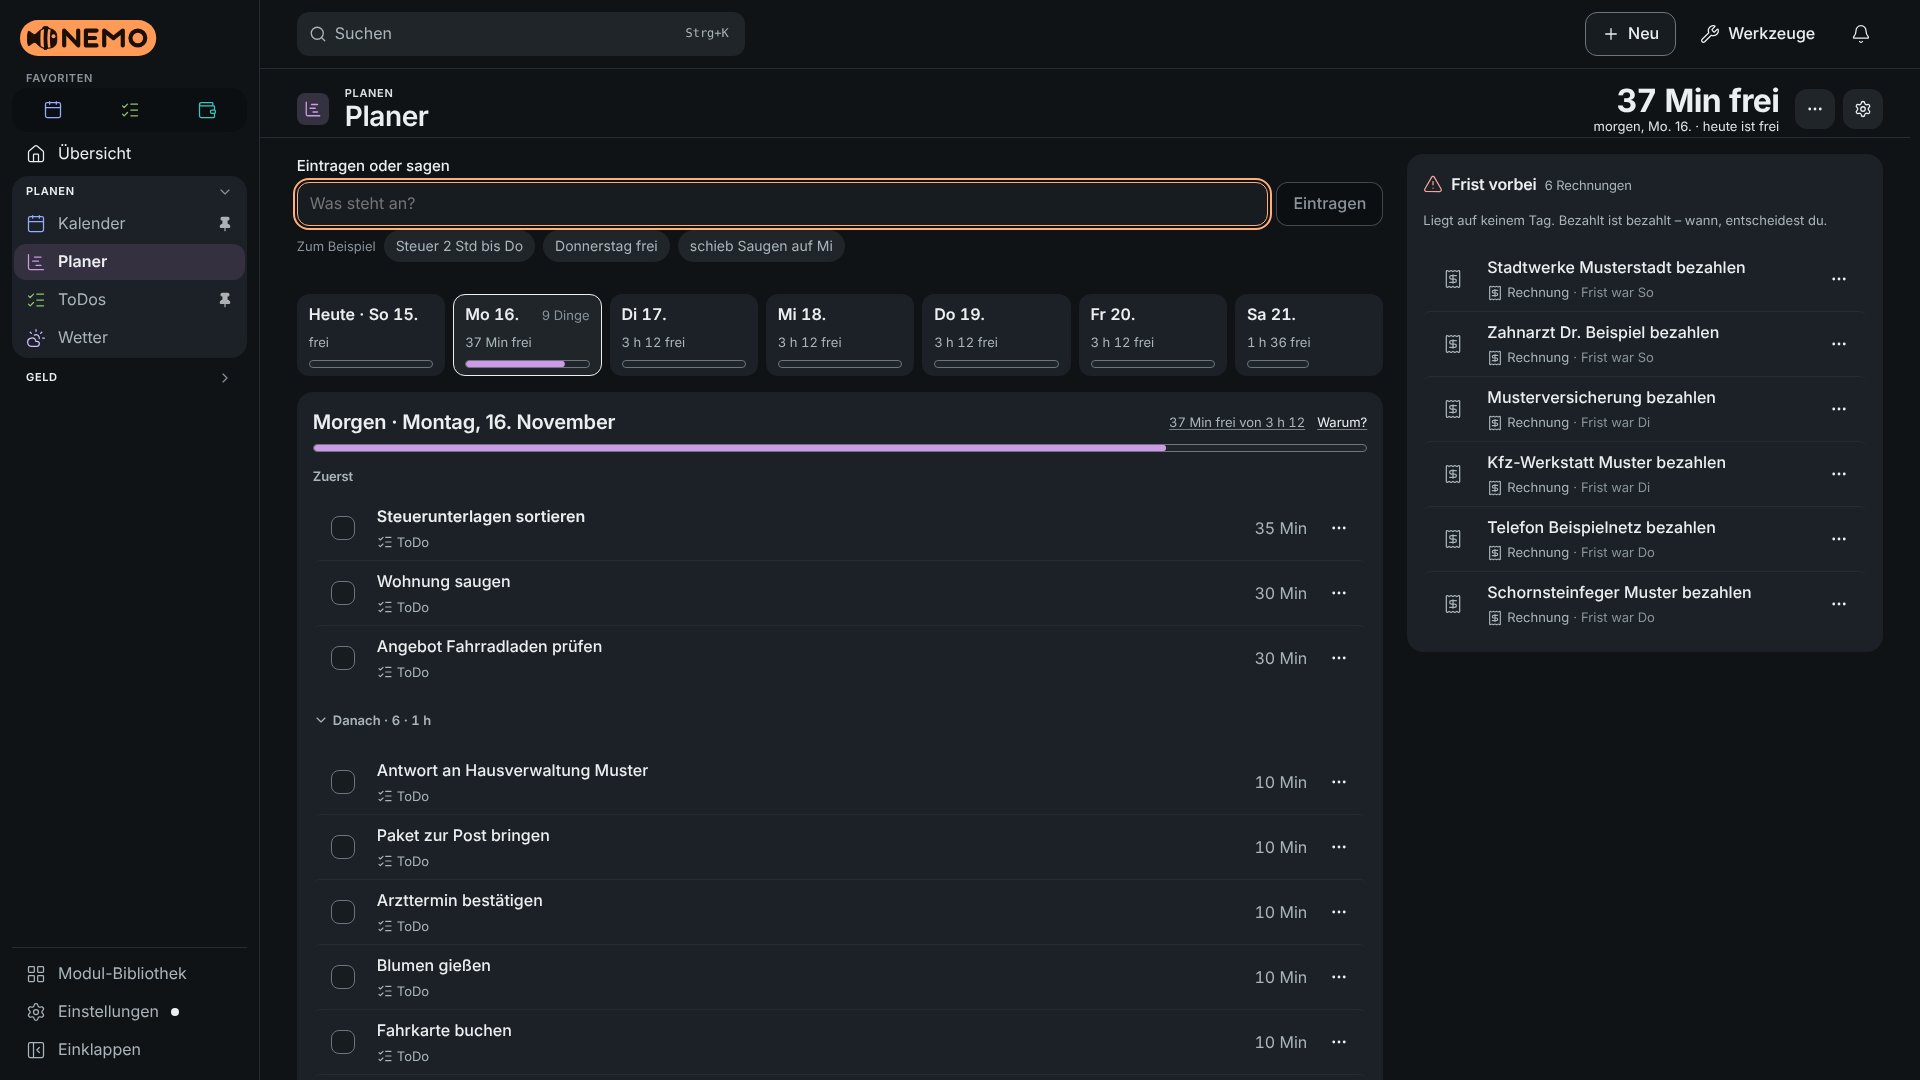 NEMO
FAVORITEN
Übersicht
PLANEN
Kalender
Planer
ToDos
Wetter
GELD
Modul-Bibliothek
Einstellungen
Einklappen
Suchen Strg+K
Neu
Werkzeuge
PLANEN
Planer
37 Min frei
morgen, Mo. 16. · heute ist frei
Eintragen oder sagen
Was steht an?
Eintragen
Zum Beispiel Steuer 2 Std bis Do Donnerstag frei schieb Saugen auf Mi
Heute · So 15.
frei
Mo 16. 9 Dinge
37 Min frei
Di 17.
3 h 12 frei
Mi 18.
3 h 12 frei
Do 19.
3 h 12 frei
Fr 20.
3 h 12 frei
Sa 21.
1 h 36 frei
Morgen · Montag, 16. November
37 Min frei von 3 h 12 Warum?
Zuerst
Steuerunterlagen sortieren
ToDo
35 Min
Wohnung saugen
ToDo
30 Min
Angebot Fahrradladen prüfen
ToDo
30 Min
Danach · 6 · 1 h
Antwort an Hausverwaltung Muster
ToDo
10 Min
Paket zur Post bringen
ToDo
10 Min
Arzttermin bestätigen
ToDo
10 Min
Blumen gießen
ToDo
10 Min
Fahrkarte buchen
ToDo
10 Min
Frist vorbei 6 Rechnungen
Liegt auf keinem Tag. Bezahlt ist bezahlt – wann, entscheidest du.
Stadtwerke Musterstadt bezahlen
Rechnung · Frist war So
Zahnarzt Dr. Beispiel bezahlen
Rechnung · Frist war So
Musterversicherung bezahlen
Rechnung · Frist war Di
Kfz-Werkstatt Muster bezahlen
Rechnung · Frist war Di
Telefon Beispielnetz bezahlen
Rechnung · Frist war Do
Schornsteinfeger Muster bezahlen
Rechnung · Frist war Do